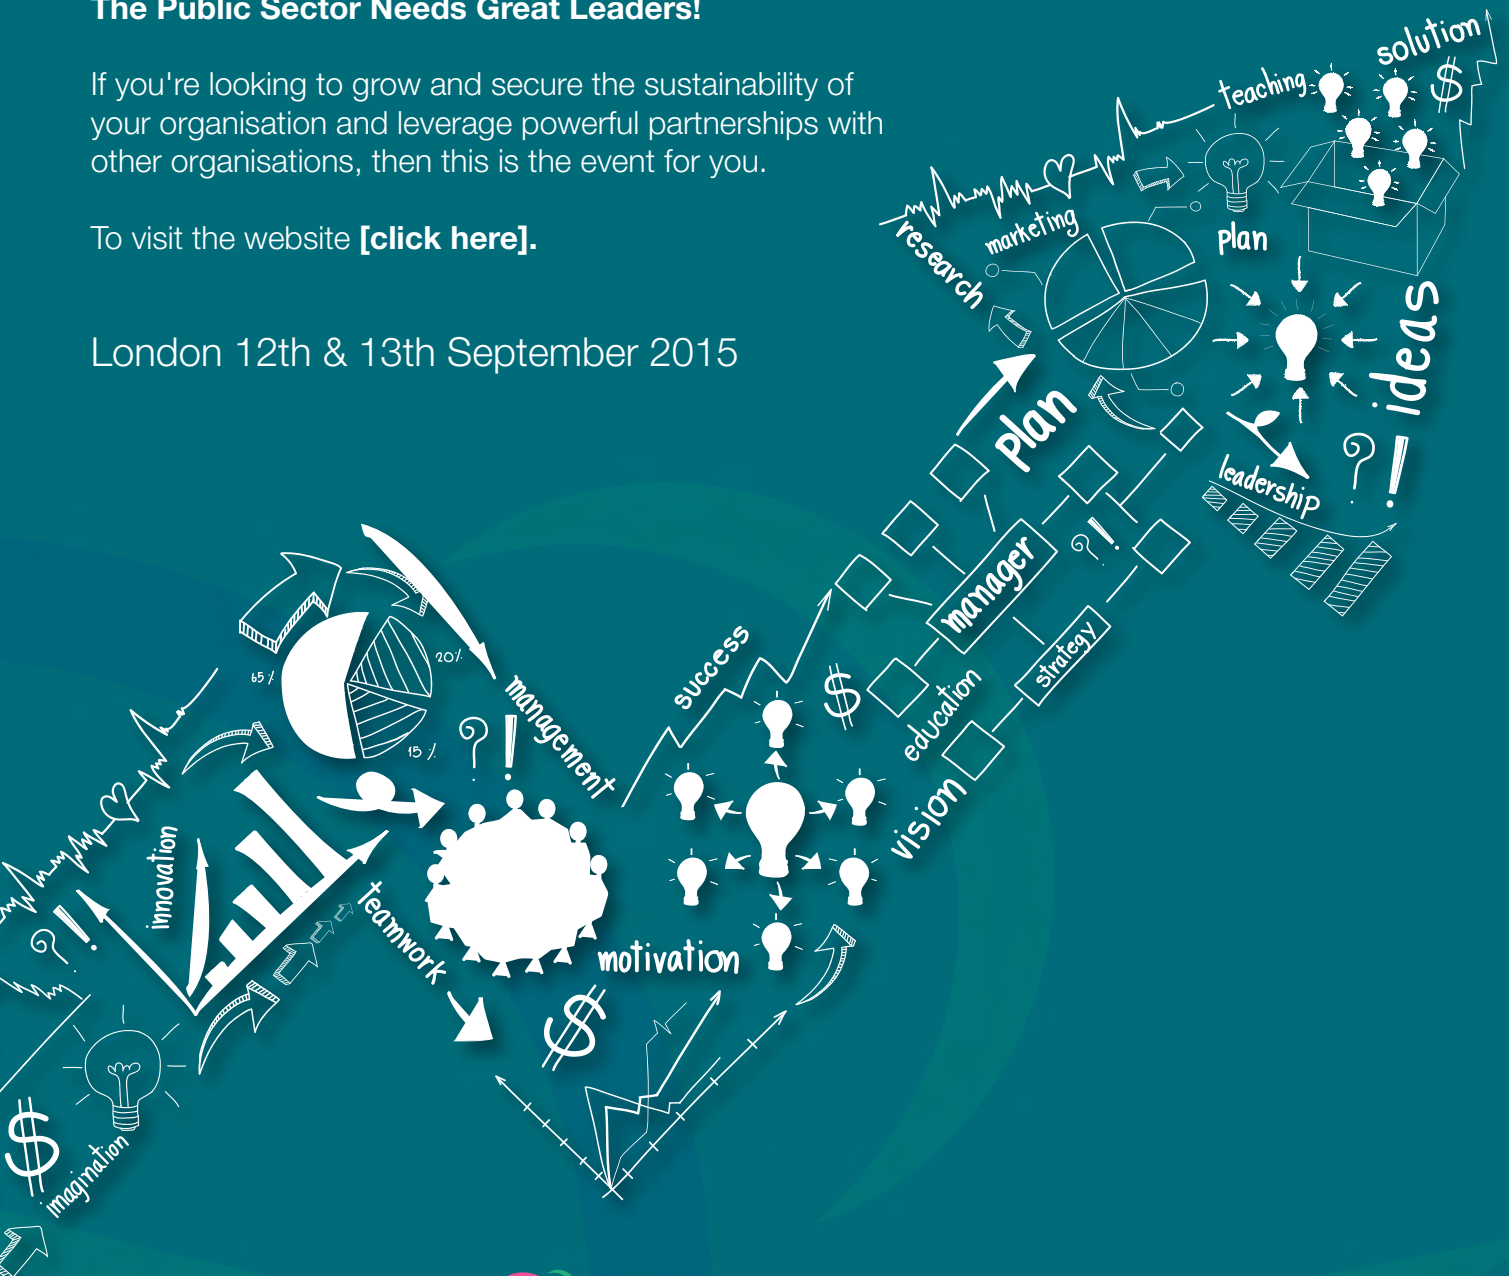 The Public Sector Needs Great Leaders!
If you're looking to grow and secure the sustainability of
your organisation and leverage powerful partnerships with
other organisations, then this is the event for you.
To visit the website [click here].
London 12th & 13th September 2015
solution
$
teaching
marketing
research
plan
ideas
plan
? !
leadership
manager
? !
strategy
success
$
education
vision
65 %
20%
15 %
management
? !
innovation
? !
teamwork
motivation
$
$
imagination